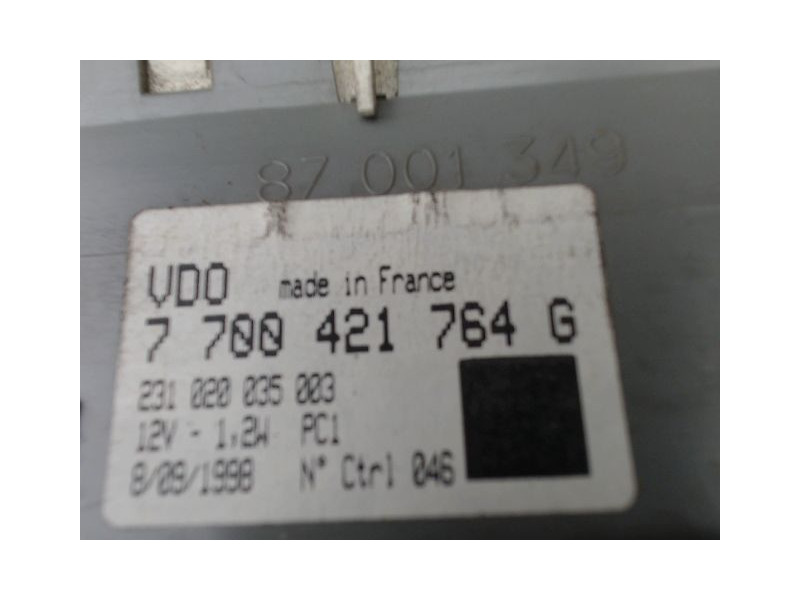 87 001 349
VDO made in France
7 700 421 764 G
231 020 035 003
12V - 1,2W PC1
8/09/1998 N° Ctrl 046